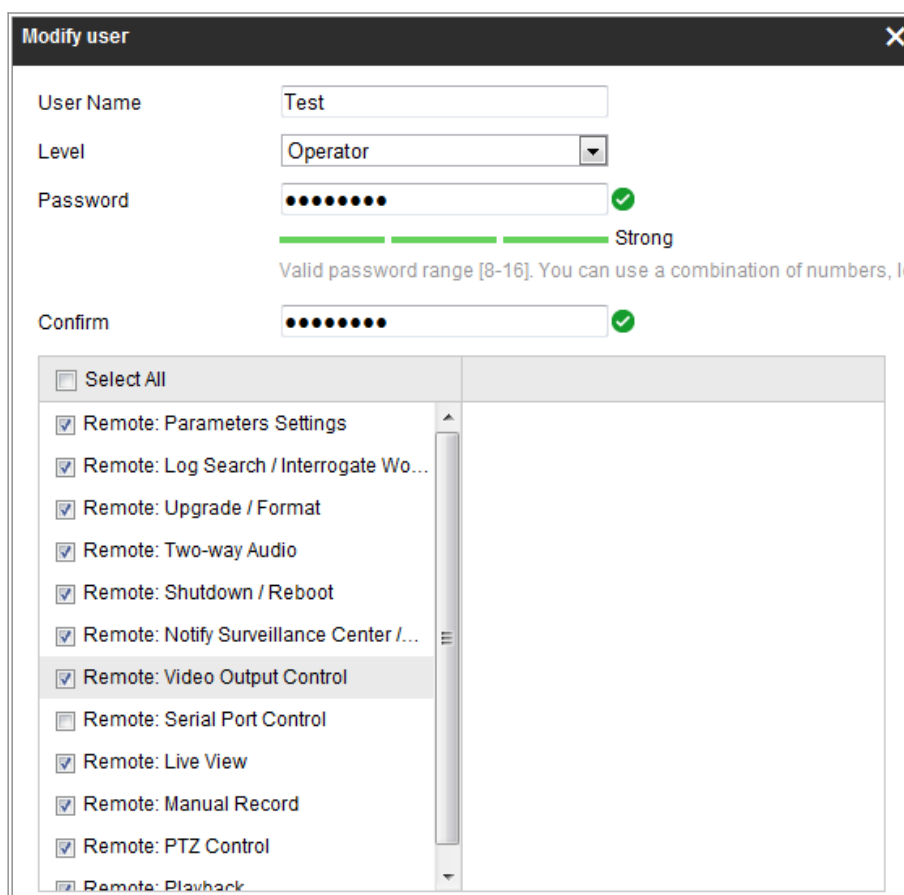 Modify user
User Name Test
Level Operator
Password ●●●●●●●●
Strong
Valid password range [8-16]. You can use a combination of numbers,
Confirm ●●●●●●●●
Select All
Remote: Parameters Settings
Remote: Log Search / Interrogate Wo...
Remote: Upgrade / Format
Remote: Two-way Audio
Remote: Shutdown / Reboot
Remote: Notify Surveillance Center /...
Remote: Video Output Control
Remote: Serial Port Control
Remote: Live View
Remote: Manual Record
Remote: PTZ Control
Remote: Playback